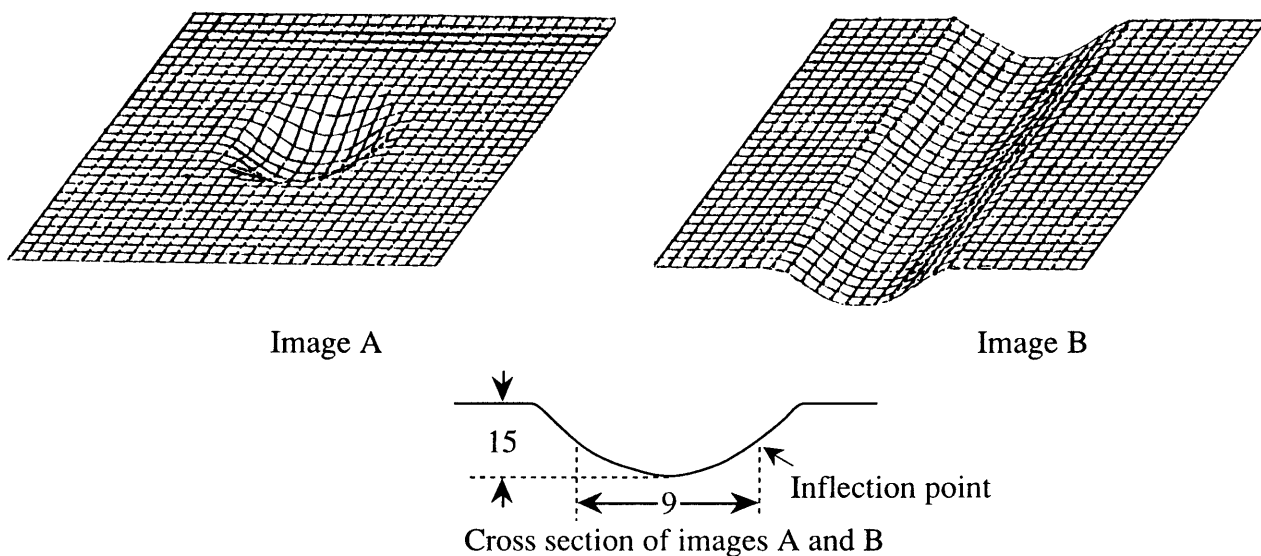 Image A
Image B
15
Inflection point
9
Cross section of images A and B